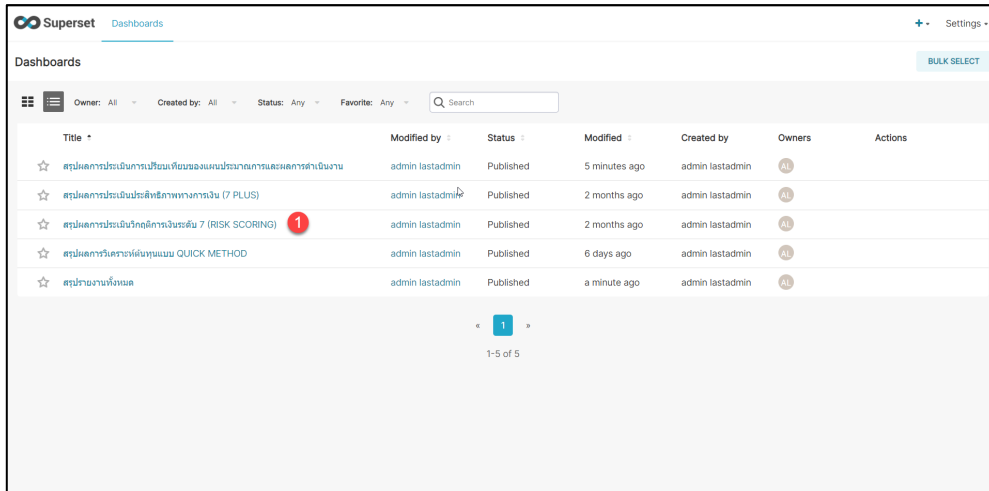 Superset Dashboards + Settings
Dashboards BULK SELECT
Owner: All Created by: All Status: Any Favorite: Any Search
Title Modified by Status Modified Created by Owners Actions
สรุปผลการประเมินการเปรียบเทียบของแผนประมาณการและผลการดำเนินงาน admin lastadmin Published 5 minutes ago admin lastadmin AL
สรุปผลการประเมินประสิทธิภาพทางการเงิน (7 PLUS) admin lastadmin Published 2 months ago admin lastadmin AL
สรุปผลการประเมินวิกฤติการเงินระดับ 7 (RISK SCORING) 1 admin lastadmin Published 2 months ago admin lastadmin AL
สรุปผลการวิเคราะห์ต้นทุนแบบ QUICK METHOD admin lastadmin Published 6 days ago admin lastadmin AL
สรุปรายงานทั้งหมด admin lastadmin Published a minute ago admin lastadmin AL
« 1 »
1-5 of 5